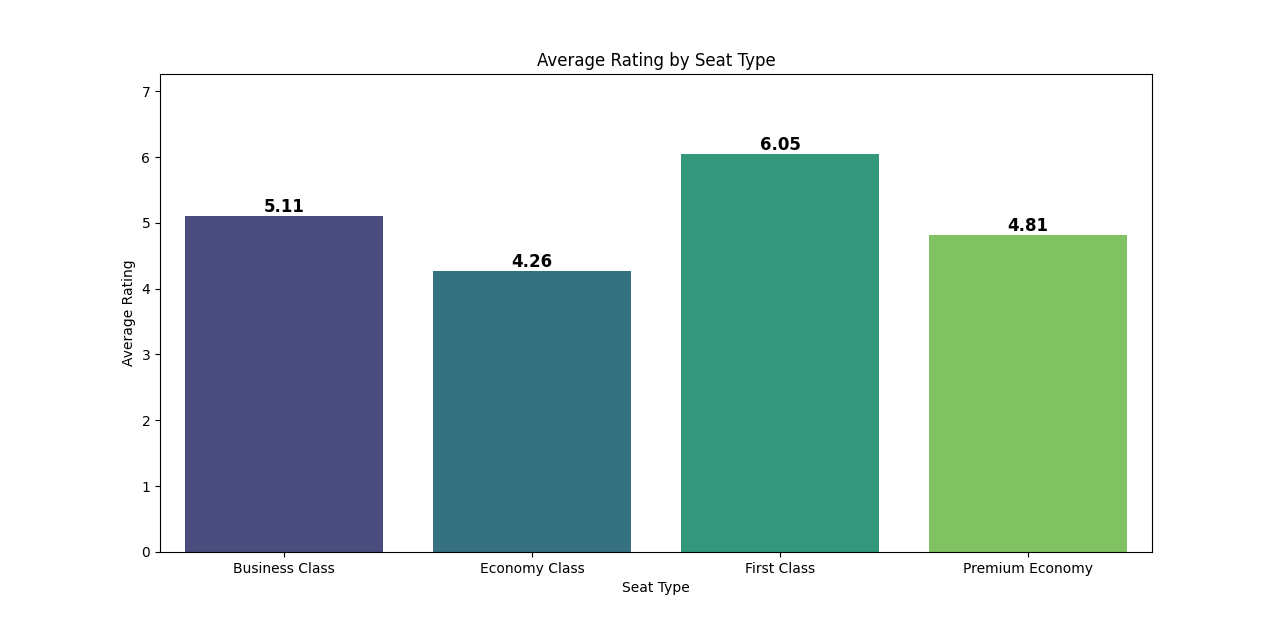 Average Rating by Seat Type
7
6
5
4
3
2
1
0
Average Rating
5.11
4.26
6.05
4.81
Business Class
Economy Class
First Class
Premium Economy
Seat Type